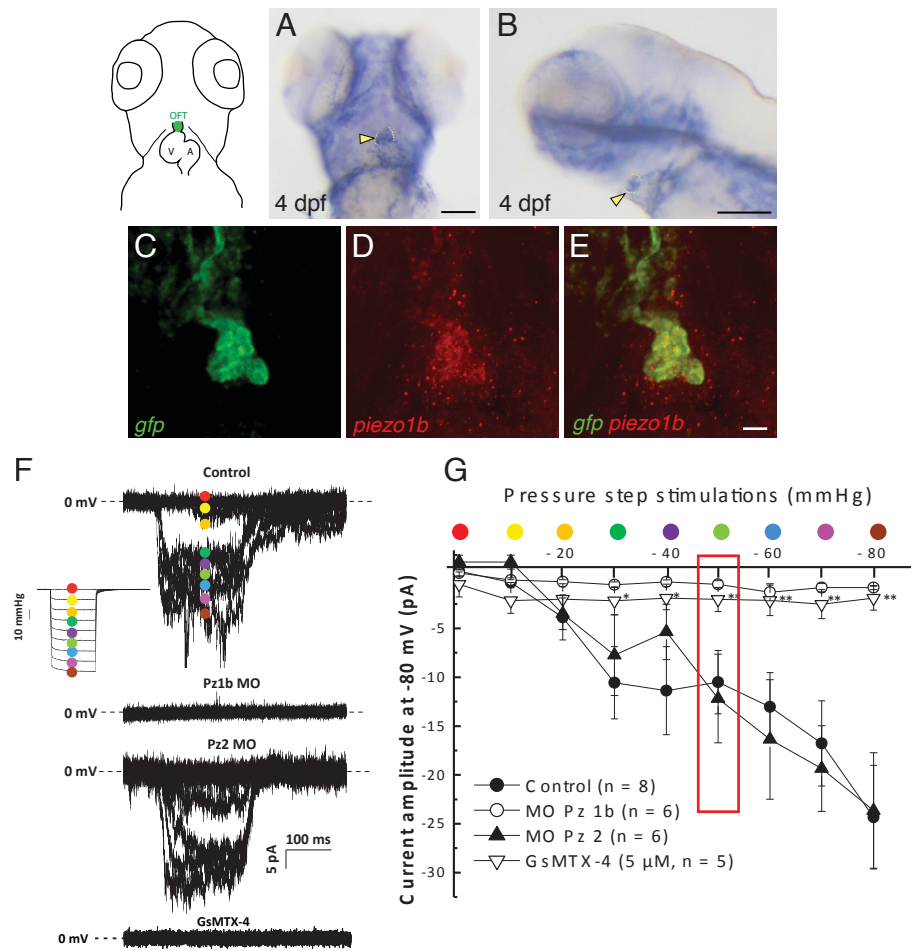 A
B
OFT
V A
4 dpf
4 dpf
C
D
E
gfp
piezo1b
gfp piezo1b
F
G
Control
0 mV
10 mmHg
Pz1b MO
0 mV
Pz2 MO
0 mV
100 ms
5 pA
GsMTX-4
0 mV
Pressure step stimulations (mmHg)
- 20 - 40 - 60 - 80
* * ** ** ** **
-5
-10
-15
-20
-25
-30
Current amplitude at -80 mV (pA)
Control (n = 8)
MO Pz 1b (n = 6)
MO Pz 2 (n = 6)
GsMTX-4 (5 µM, n = 5)